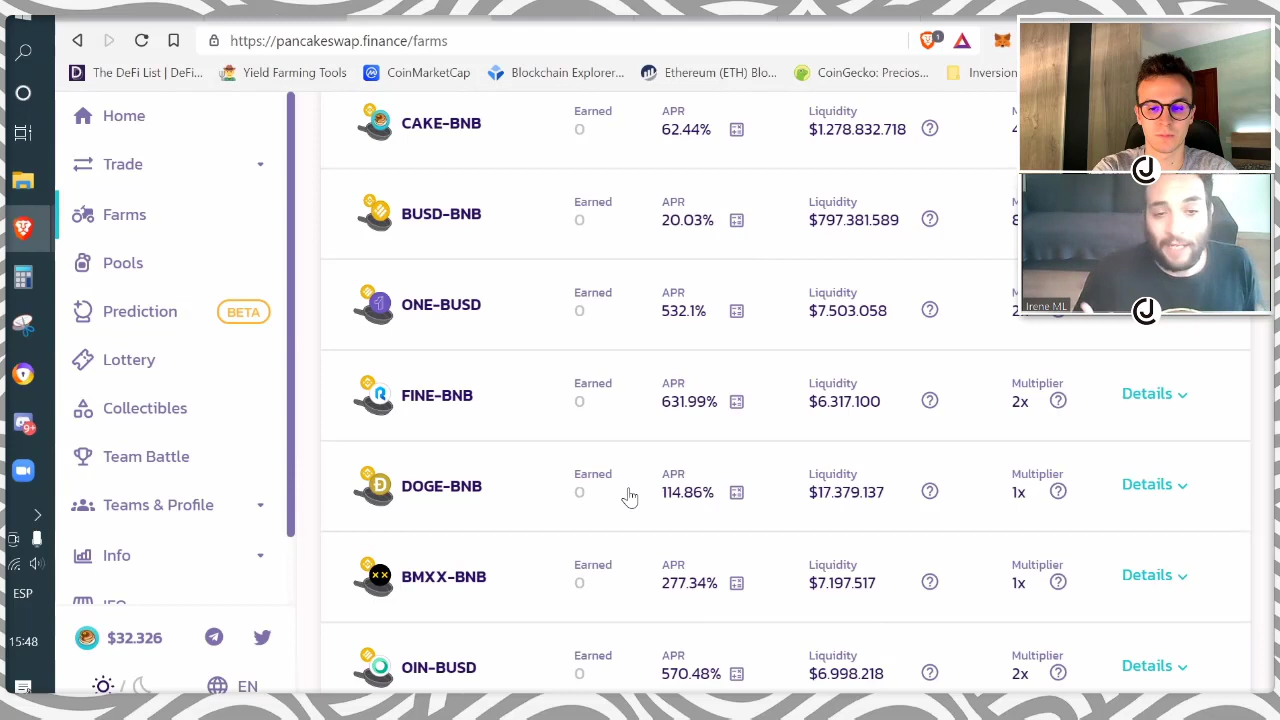 https://pancakeswap.finance/farms
1
The DeFi List | DeFi...
Yield Farming Tools
CoinMarketCap
Blockchain Explorer...
Ethereum (ETH) Blo...
CoinGecko: Precios...
Inversion
Home
Trade
Farms
Pools
Prediction
BETA
Lottery
Collectibles
Team Battle
Teams & Profile
Info
$32.326
EN
CAKE-BNB
Earned
0
APR
62.44%
Liquidity
$1.278.832.718
BUSD-BNB
Earned
0
APR
20.03%
Liquidity
$797.381.589
ONE-BUSD
Earned
0
APR
532.1%
Liquidity
$7.503.058
FINE-BNB
Earned
0
APR
631.99%
Liquidity
$6.317.100
Multiplier
2x
Details
DOGE-BNB
Earned
0
APR
114.86%
Liquidity
$17.379.137
Multiplier
1x
Details
BMXX-BNB
Earned
0
APR
277.34%
Liquidity
$7.197.517
Multiplier
1x
Details
OIN-BUSD
Earned
0
APR
570.48%
Liquidity
$6.998.218
Multiplier
2x
Details
Irene ML
9+
ESP
15:48